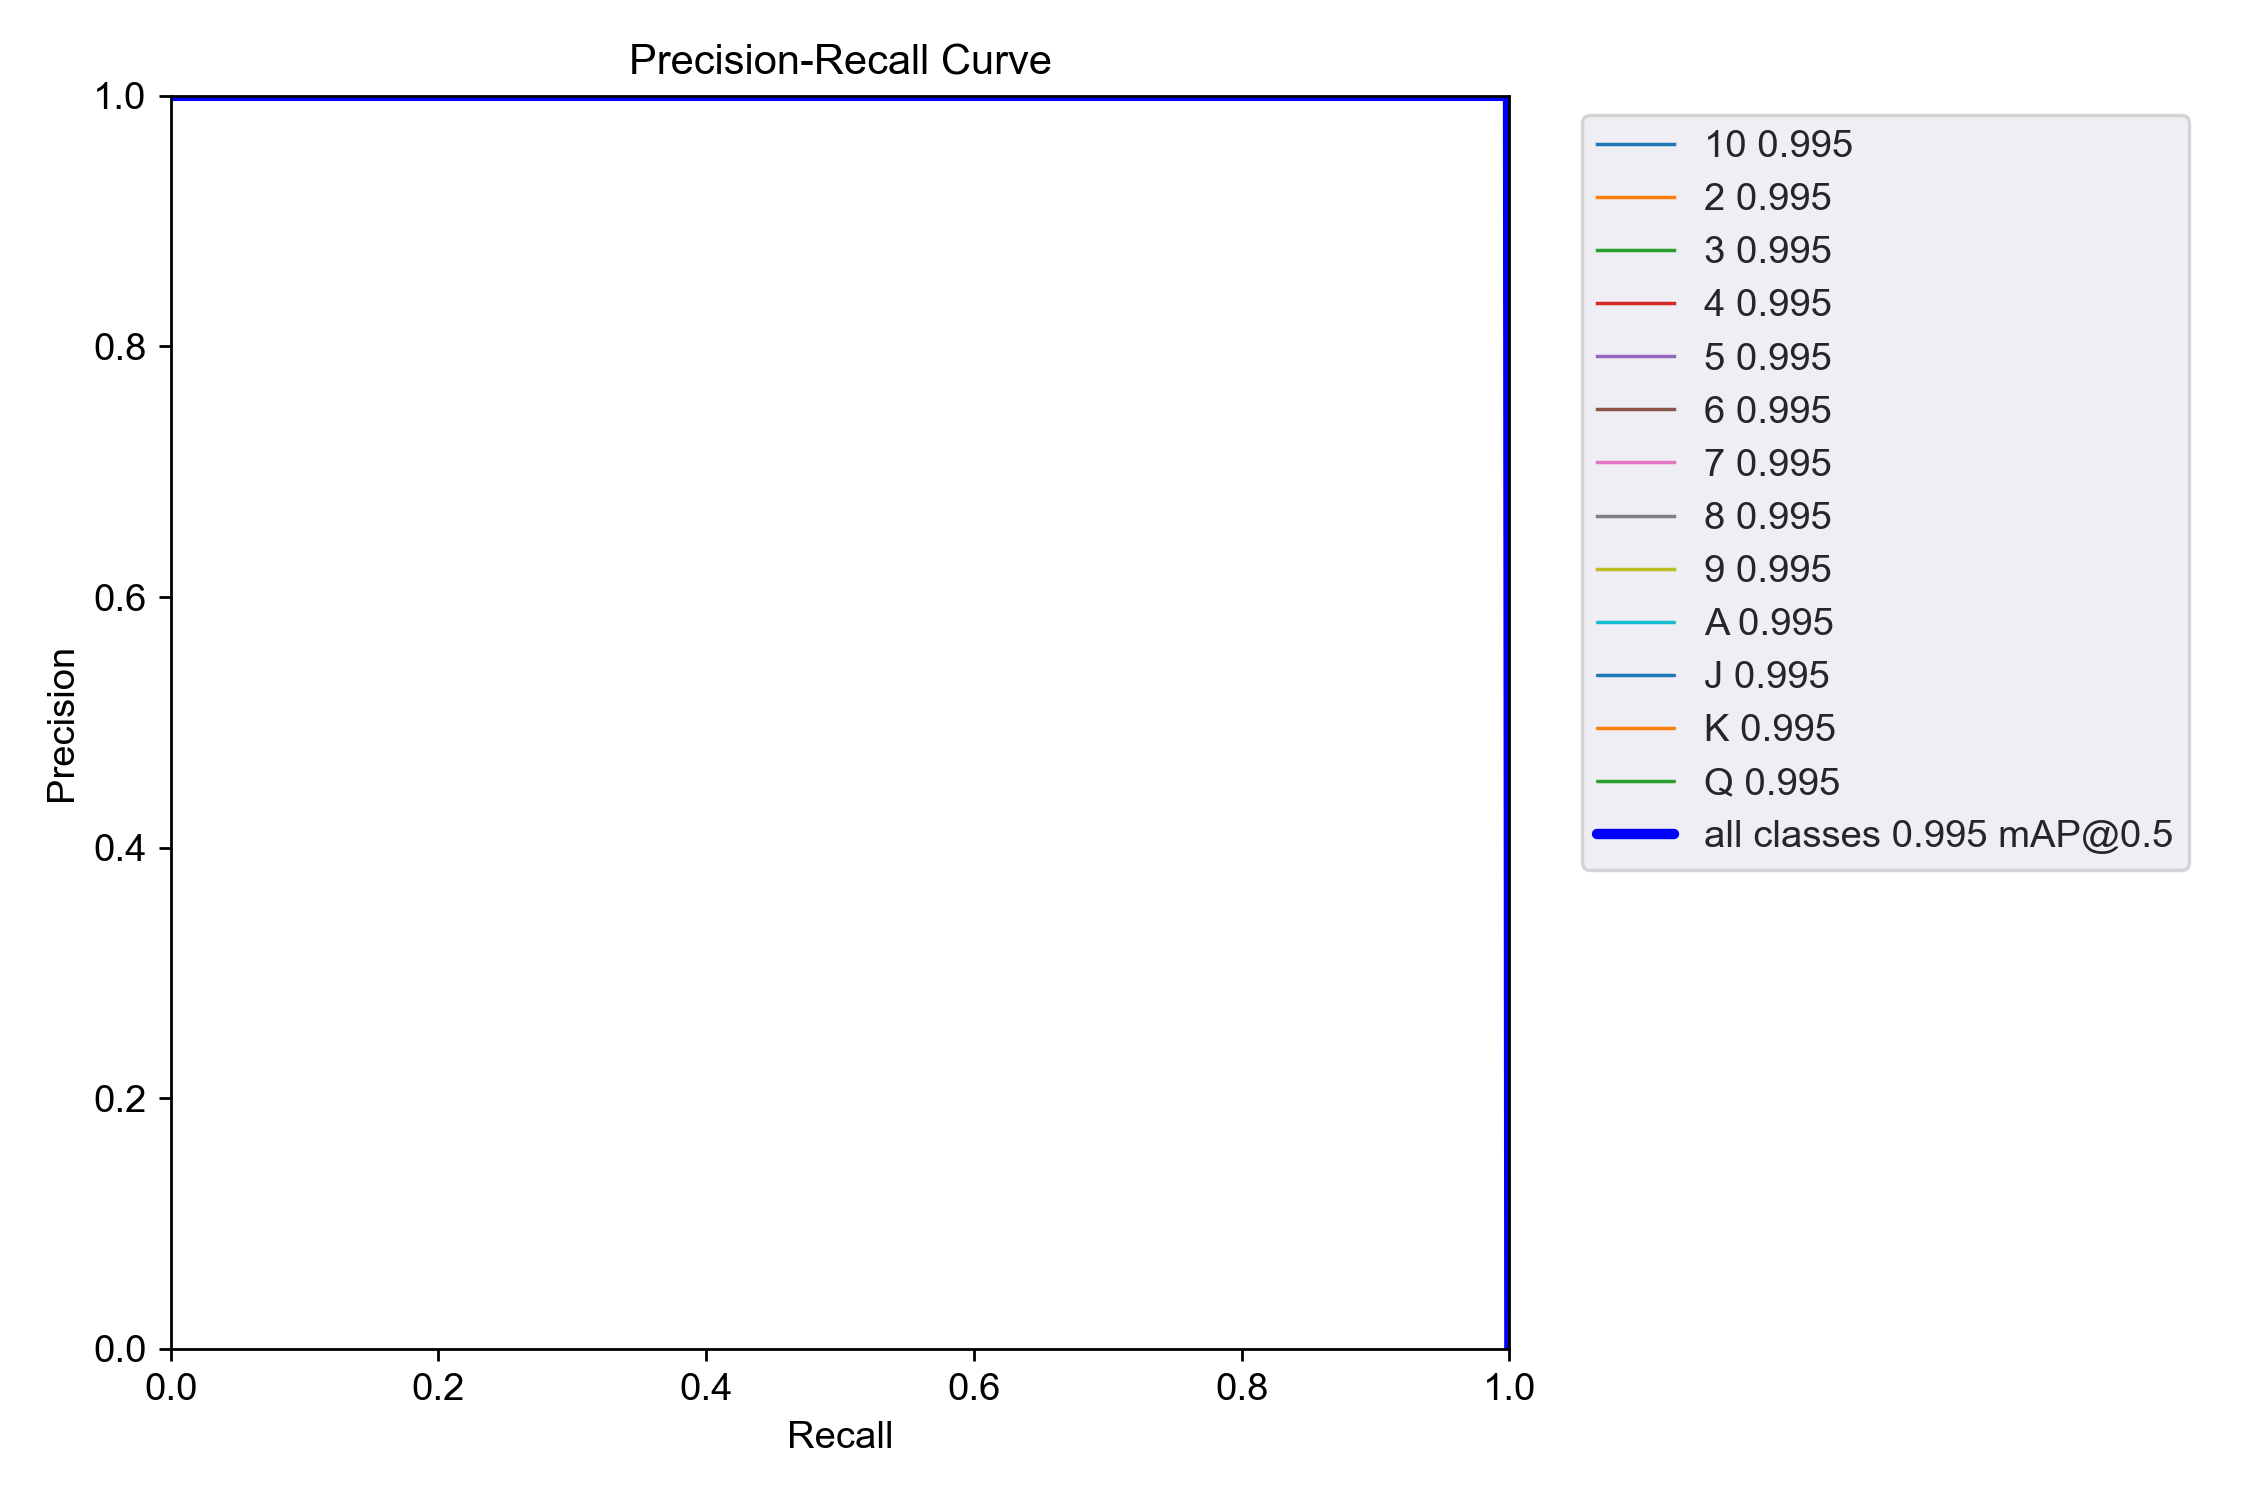 Precision-Recall Curve
1.0
0.8
0.6
0.4
0.2
0.0
Precision
0.0 0.2 0.4 0.6 0.8 1.0
Recall
10 0.995
2 0.995
3 0.995
4 0.995
5 0.995
6 0.995
7 0.995
8 0.995
9 0.995
A 0.995
J 0.995
K 0.995
Q 0.995
all classes 0.995 mAP@0.5